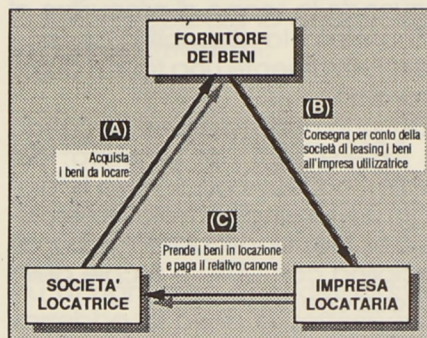 FORNITORE
DEI BENI
(A)
Acquista
i beni da locare
(B)
Consegna per conto della
società di leasing i beni
all'impresa utilizzatrice
(C)
Prende i beni in locazione
e paga il relativo canone
SOCIETA'
LOCATRICE
IMPRESA
LOCATARIA